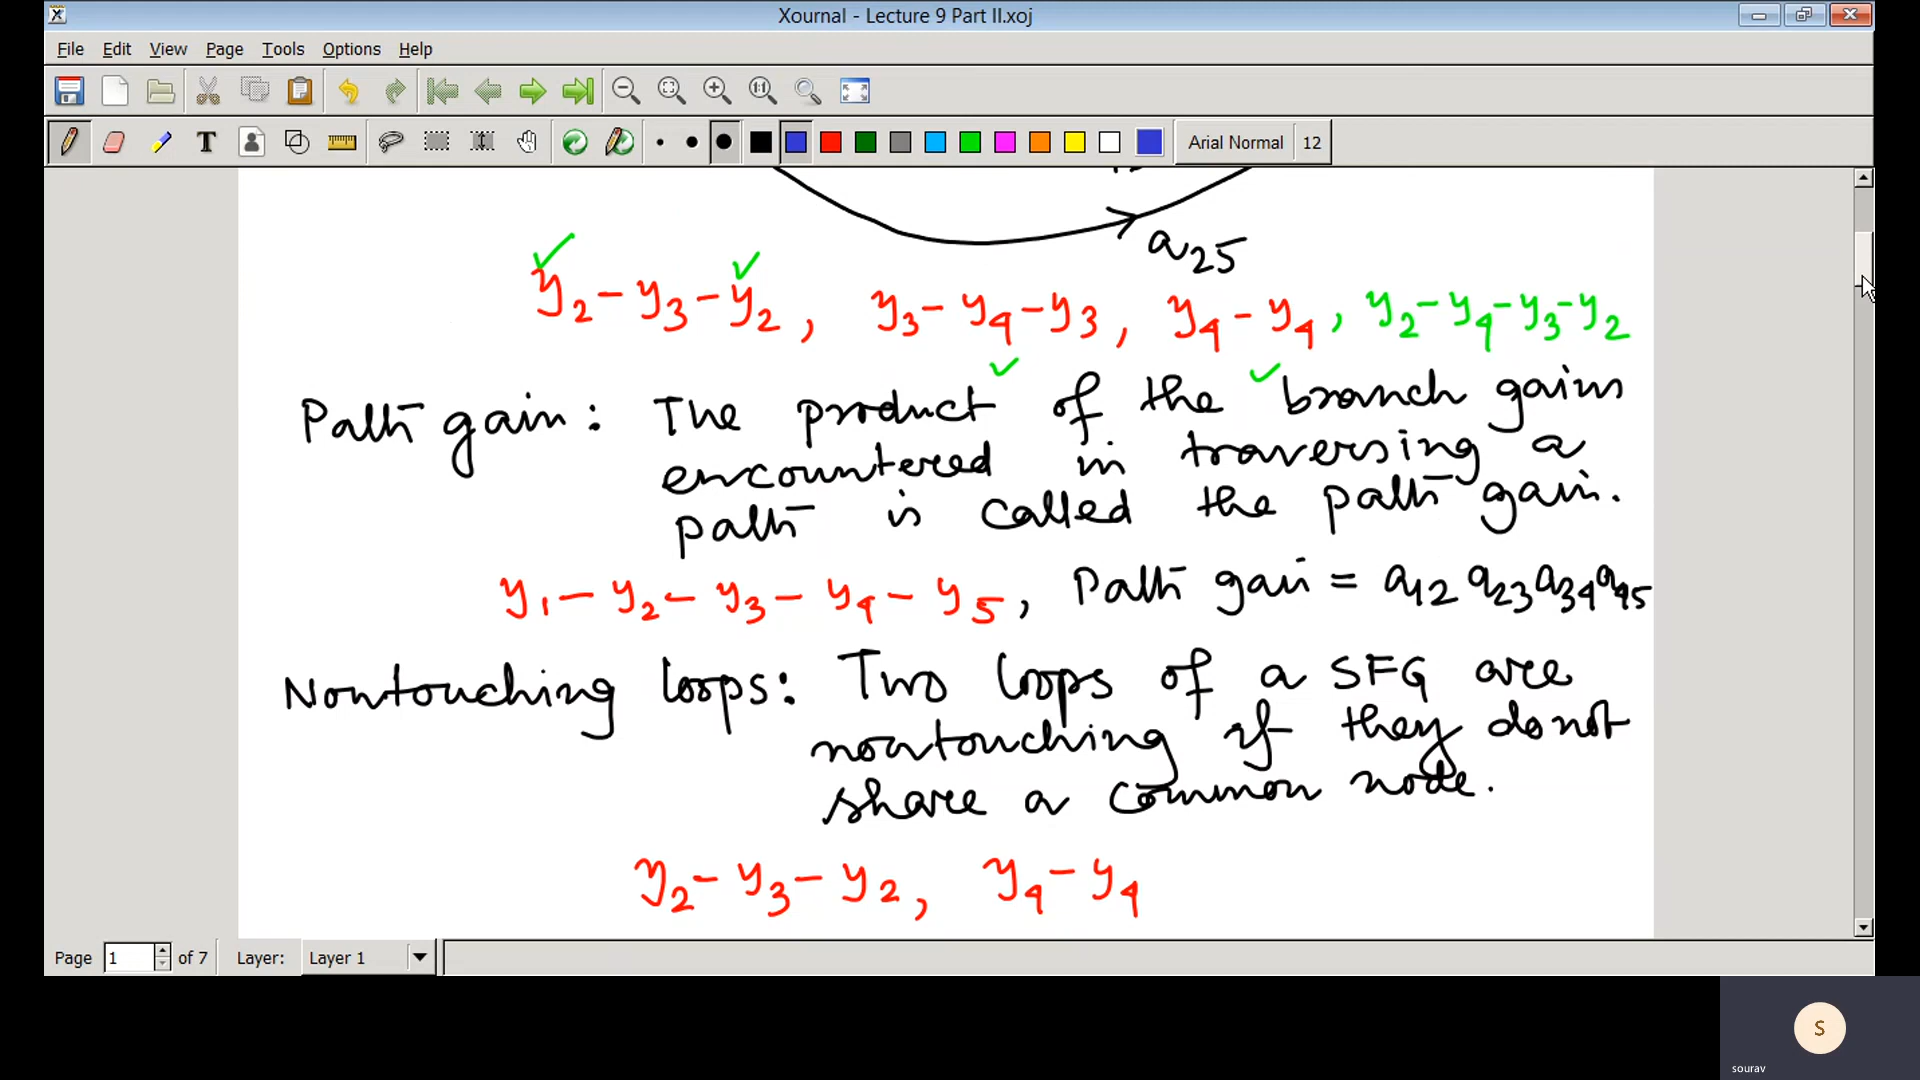 Xournal - Lecture 9 Part II.xoj
File Edit View Page Tools Options Help
Arial Normal 12
a25
y2 - y3 - y2, y3 - y4 - y3, y4 - y4, y2 - y4 - y3 - y2
Path gain: The product of the branch gains
encountered in traversing a
path is called the path gain.
y1 - y2 - y3 - y4 - y5, Path gain = a12 a23 a34 a45
Nontouching loops: Two loops of a SFG are
nontouching if they do not
share a common node.
y2 - y3 - y2, y4 - y4
Page 1 of 7 Layer: Layer 1
S
sourav